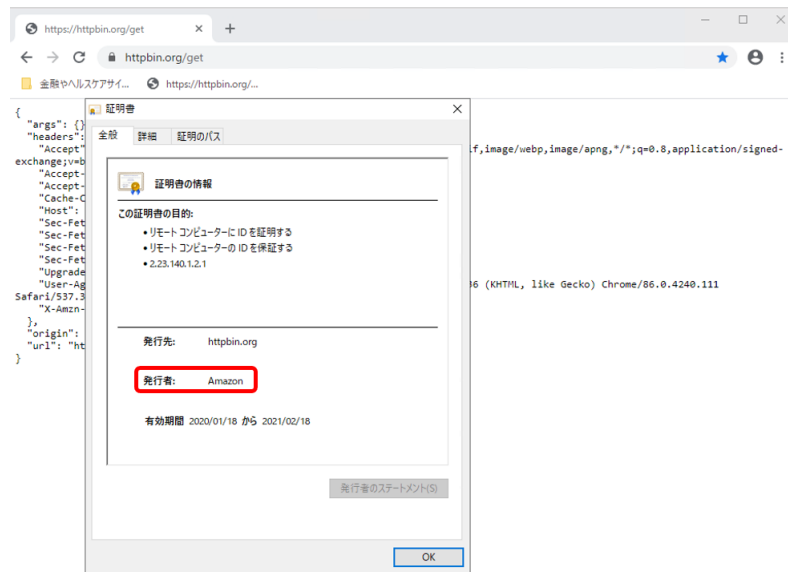 https://httpbin.org/get
httpbin.org/get
金融やヘルスケアサイ... https://httpbin.org/...
証明書
全般 詳細 証明のパス
{
"args": {}
"headers":
"Accept" if,image/webp,image/apng,*/*;q=0.8,application/signed-
exchange;v=b
"Accept-
"Accept-
"Cache-C
"Host":
"Sec-Fet
"Sec-Fet
"Sec-Fet
"Sec-Fet
"Upgrade
"User-Ag 36 (KHTML, like Gecko) Chrome/86.0.4240.111
Safari/537.3
"X-Amzn-
},
"origin":
"url": "ht
}
証明書の情報
この証明書の目的:
•リモート コンピューターに ID を証明する
•リモート コンピューターの ID を保証する
•2.23.140.1.2.1
発行先: httpbin.org
発行者: Amazon
有効期間 2020/01/18 から 2021/02/18
発行者のステートメント(S)
OK